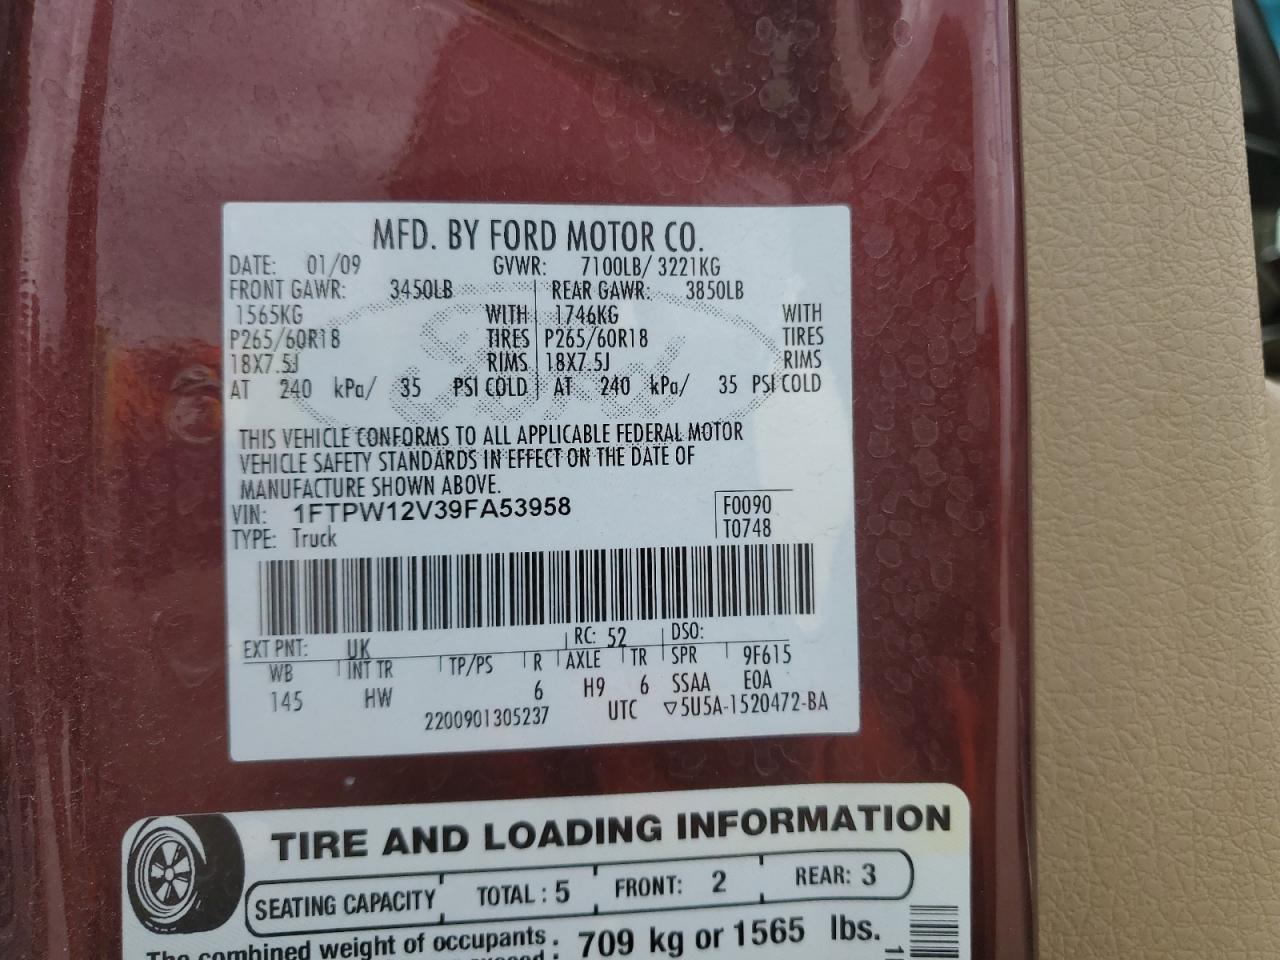 MFD. BY FORD MOTOR CO.
DATE: 01/09 GVWR: 7100LB/ 3221KG
FRONT GAWR: 3450LB REAR GAWR: 3850LB
1565KG WITH 1746KG WITH
P265/60R18 TIRES P265/60R18 TIRES
18X7.5J RIMS 18X7.5J RIMS
AT 240 kPa/ 35 PSI COLD AT 240 kPa/ 35 PSI COLD
THIS VEHICLE CONFORMS TO ALL APPLICABLE FEDERAL MOTOR
VEHICLE SAFETY STANDARDS IN EFFECT ON THE DATE OF
MANUFACTURE SHOWN ABOVE.
VIN: 1FTPW12V39FA53958 F0090
TYPE: Truck T0748
EXT PNT: UK RC: 52 DSO:
WB INT TR TP/PS R AXLE TR SPR 9F615
145 HW 6 H9 6 SSAA E0A
2200901305237 UTC ▽5U5A-1520472-BA
TIRE AND LOADING INFORMATION
SEATING CAPACITY TOTAL : 5 FRONT: 2 REAR: 3
The combined weight of occupants 709 kg or 1565 lbs.